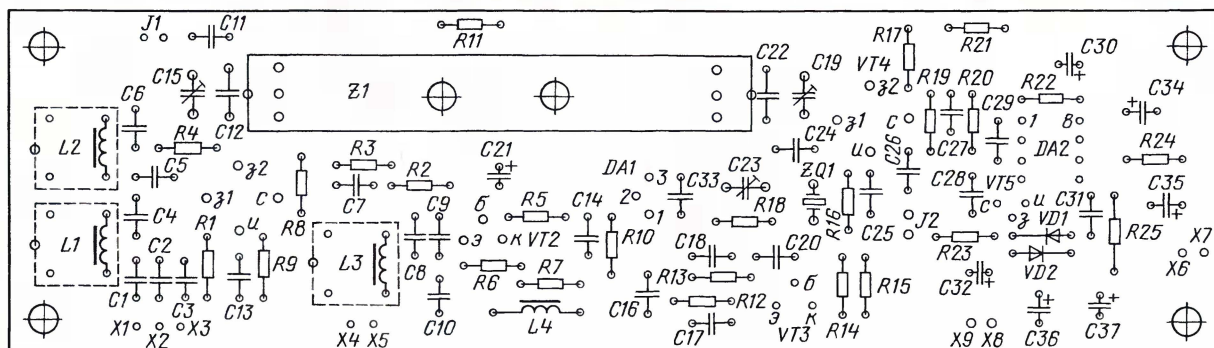 J1 C11 R11 R17 R21 C30
C15 C22 C19 VT4 R22 C34
C6 Z1 з2 R19 R20 C29
L2 R4 C12 C24 з1 С 1 8 R24
C5 з2 R3 R2 C21 DA1 3 C23 и C26 C27 DA2
C4 з1 С C7 C9 б R5 C14 2 C33 ZQ1 C28 VT5 C35
L1 R1 и R8 э к VT2 R10 1 R18 R16 J2 С и C31
C2 L3 C8 R6 C18 C20 C25 R23 з VD1 R25 X7
C1 C3 C13 R9 R7 R13 б R15 C32 VD2 X6
X1 X2 X3 X4 X5 C10 L4 C16 R12 C17 э VT3 к R14 X9 X8 C36 C37